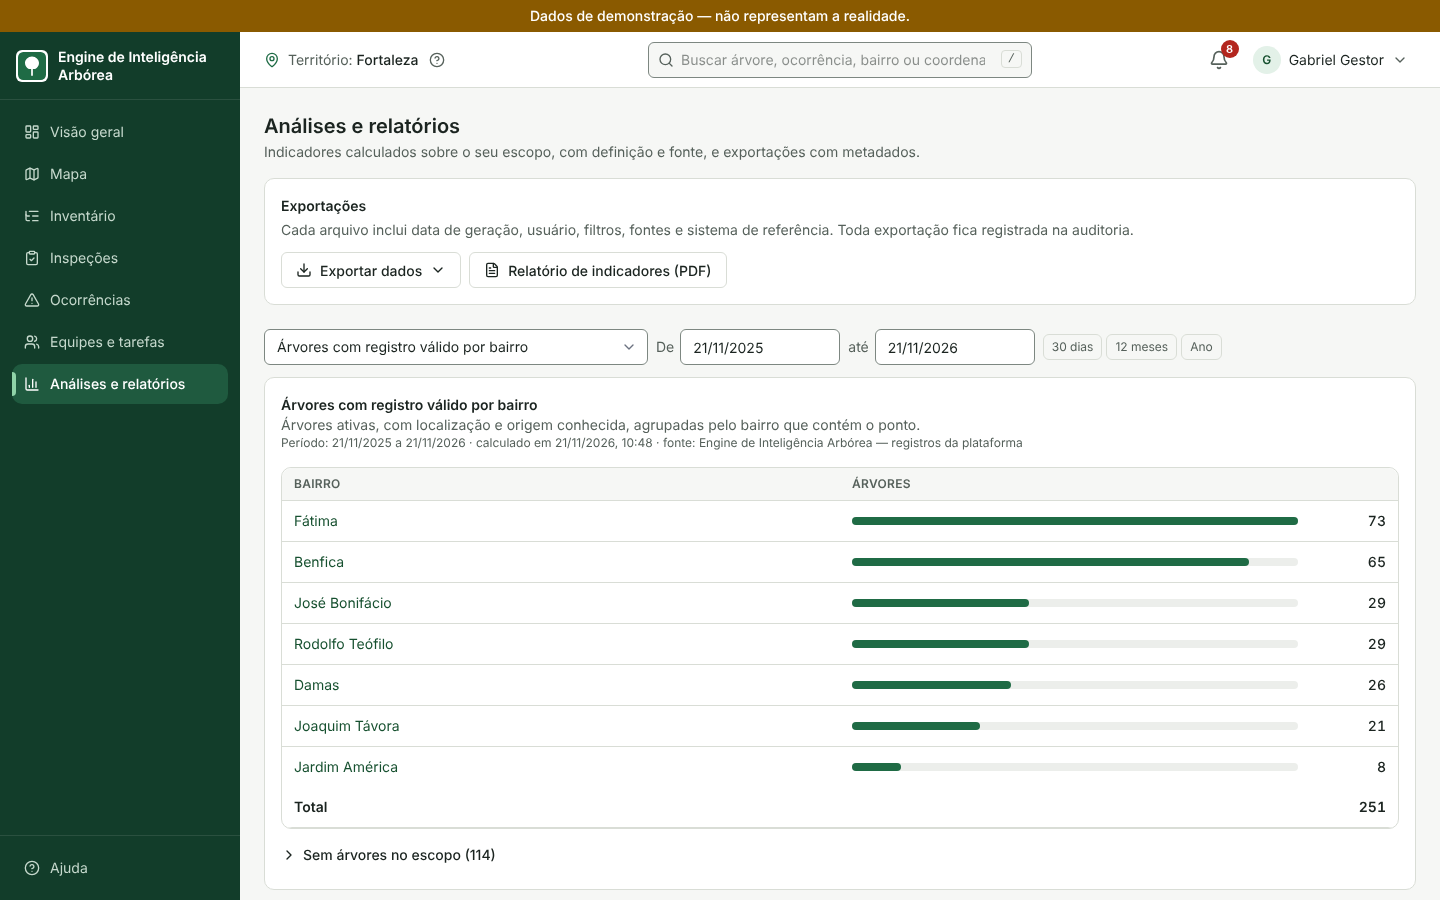 Dados de demonstração — não representam a realidade.
Engine de Inteligência
Arbórea
Território: Fortaleza
Buscar árvore, ocorrência, bairro ou coordena
/
8
G
Gabriel Gestor
Visão geral
Mapa
Inventário
Inspeções
Ocorrências
Equipes e tarefas
Análises e relatórios
Ajuda
Análises e relatórios
Indicadores calculados sobre o seu escopo, com definição e fonte, e exportações com metadados.
Exportações
Cada arquivo inclui data de geração, usuário, filtros, fontes e sistema de referência. Toda exportação fica registrada na auditoria.
Exportar dados
Relatório de indicadores (PDF)
Árvores com registro válido por bairro De 21/11/2025 até 21/11/2026 30 dias 12 meses Ano
Árvores com registro válido por bairro
Árvores ativas, com localização e origem conhecida, agrupadas pelo bairro que contém o ponto.
Período: 21/11/2025 a 21/11/2026 · calculado em 21/11/2026, 10:48 · fonte: Engine de Inteligência Arbórea — registros da plataforma
BAIRRO ÁRVORES
Fátima 73
Benfica 65
José Bonifácio 29
Rodolfo Teófilo 29
Damas 26
Joaquim Távora 21
Jardim América 8
Total 251
Sem árvores no escopo (114)